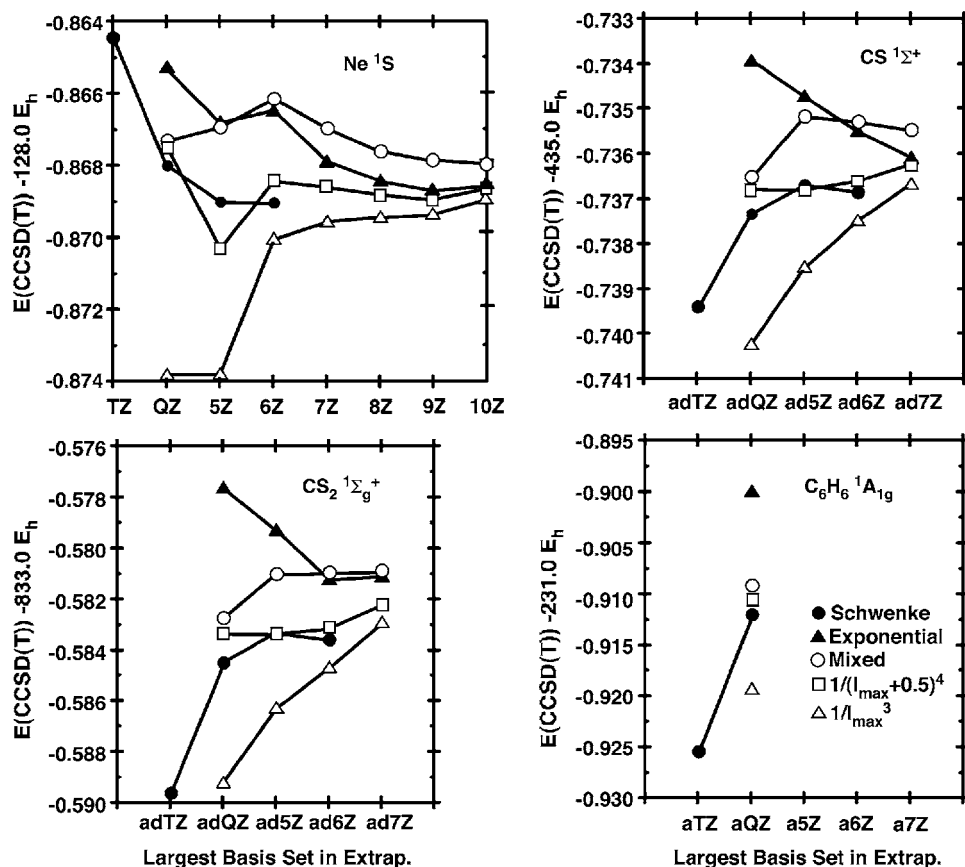 Ne ¹S
E(CCSD(T)) -128.0 Eₕ
-0.864
-0.866
-0.868
-0.870
-0.872
-0.874
TZ QZ 5Z 6Z 7Z 8Z 9Z 10Z
CS ¹Σ⁺
E(CCSD(T)) -435.0 Eₕ
-0.733
-0.734
-0.735
-0.736
-0.737
-0.738
-0.739
-0.740
-0.741
adTZ adQZ ad5Z ad6Z ad7Z
CS₂ ¹Σg⁺
E(CCSD(T)) -833.0 Eₕ
-0.576
-0.578
-0.580
-0.582
-0.584
-0.586
-0.588
-0.590
adTZ adQZ ad5Z ad6Z ad7Z
Largest Basis Set in Extrap.
C₆H₆ ¹A₁g
E(CCSD(T)) -231.0 Eₕ
-0.895
-0.900
-0.905
-0.910
-0.915
-0.920
-0.925
-0.930
Schwenke
Exponential
Mixed
1/(lmax+0.5)⁴
1/lmax³
aTZ aQZ a5Z a6Z a7Z
Largest Basis Set in Extrap.